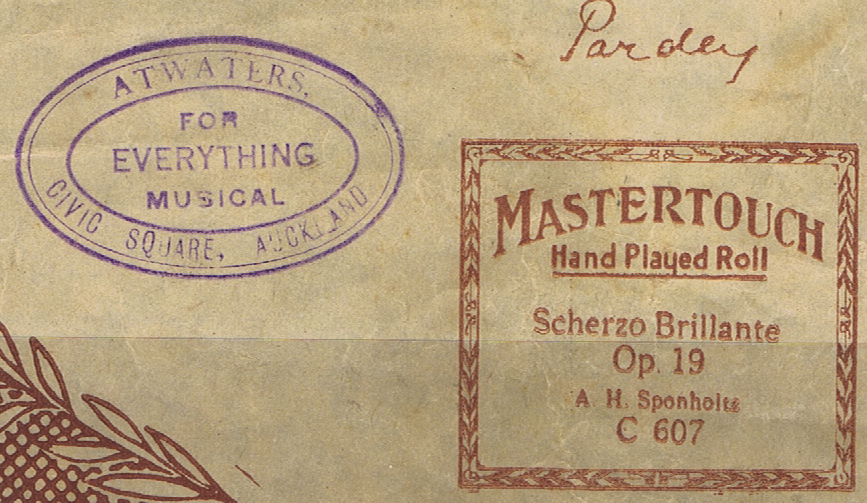 Pardey
ATWATERS,
FOR
EVERYTHING
MUSICAL
CIVIC SQUARE, AUCKLAND
MASTERTOUCH
Hand Played Roll
Scherzo Brillante
Op. 19
A. H. Sponholtz
C 607